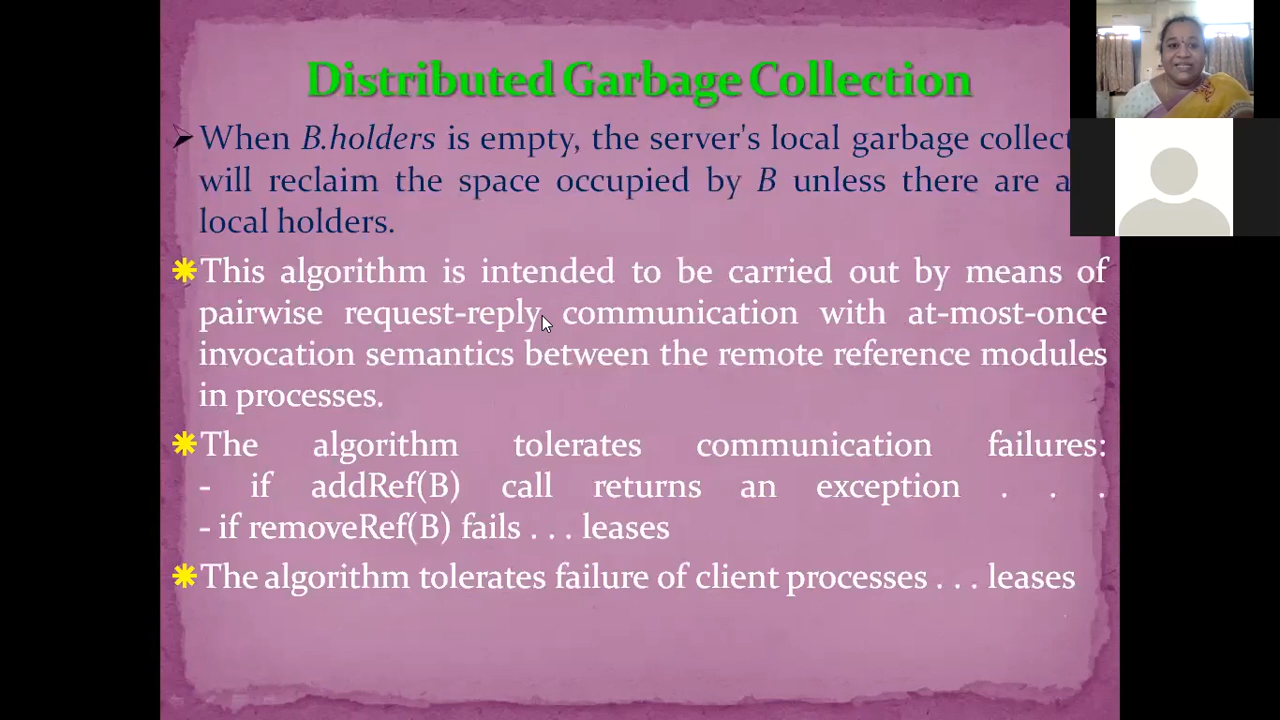 Distributed Garbage Collection
When B.holders is empty, the server's local garbage collect
will reclaim the space occupied by B unless there are a
local holders.
This algorithm is intended to be carried out by means of
pairwise request-reply, communication with at-most-once
invocation semantics between the remote reference modules
in processes.
The algorithm tolerates communication failures:
- if addRef(B) call returns an exception . . .
- if removeRef(B) fails . . . leases
The algorithm tolerates failure of client processes . . . leases